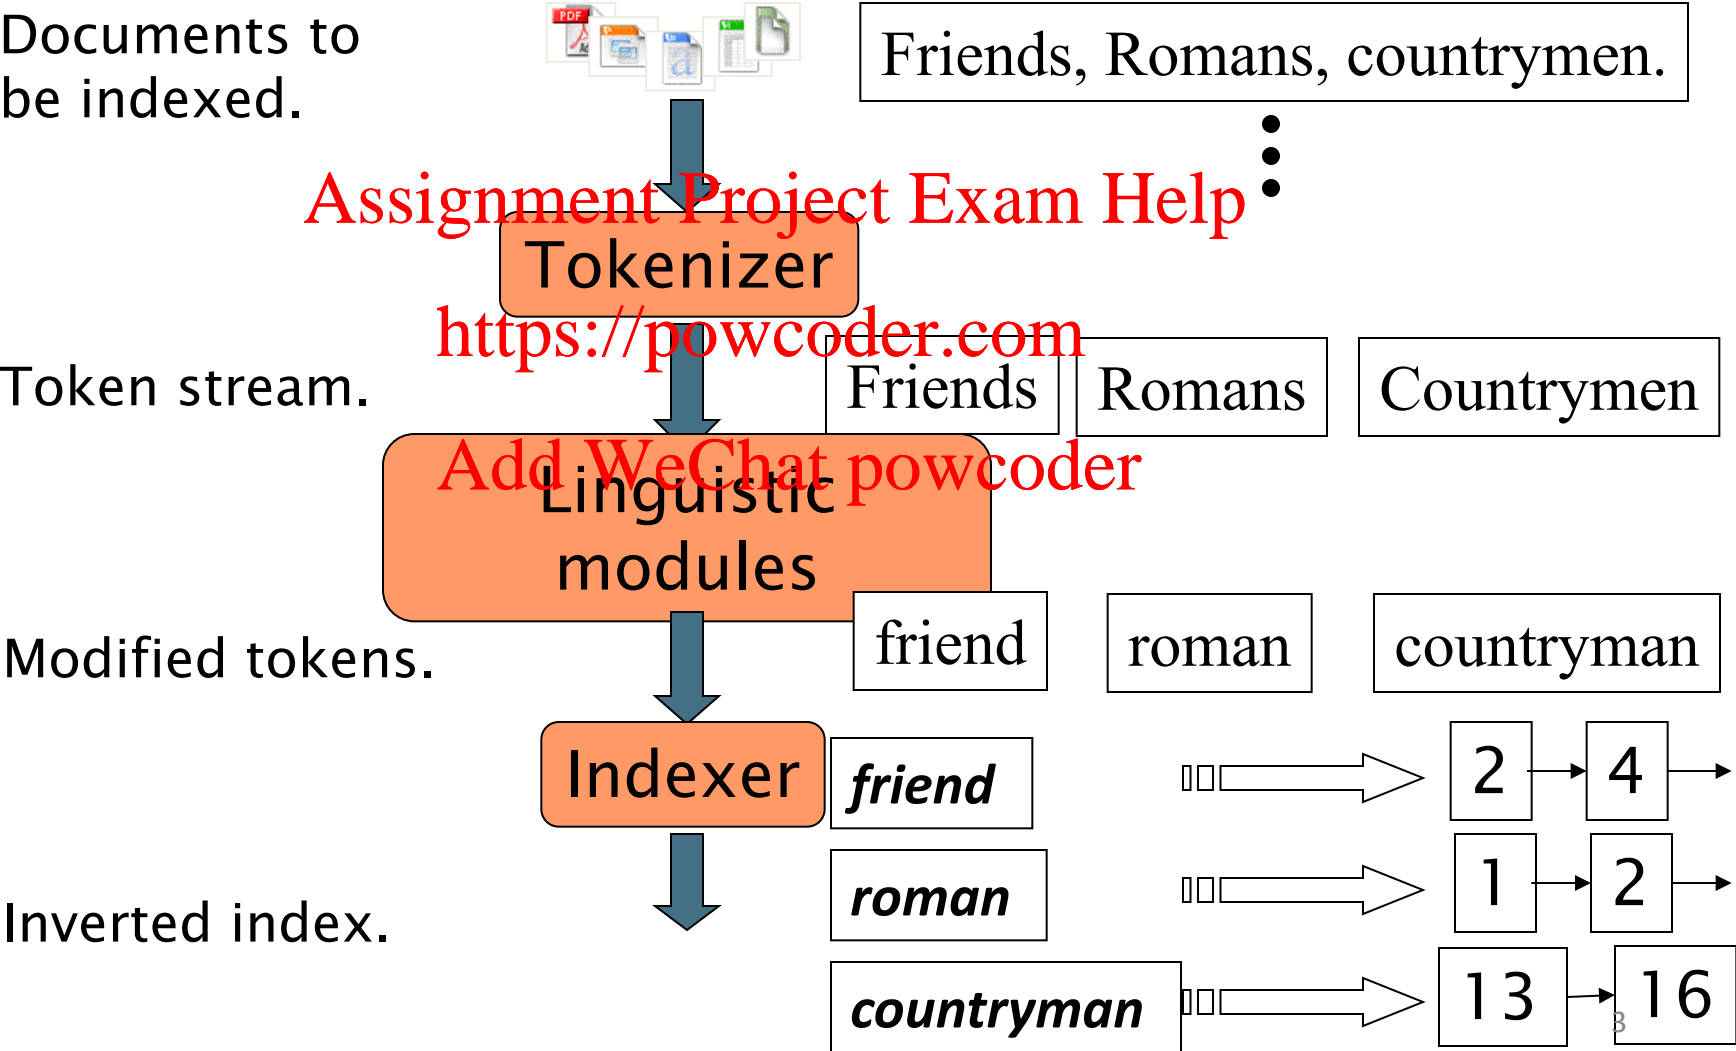 Documents to
be indexed.
PDF
a
Friends, Romans, countrymen.
Assignment Project Exam Help
Tokenizer
https://powcoder.com
Token stream.
Friends
Romans
Countrymen
Add WeChat powcoder
Linguistic
modules
Modified tokens.
friend
roman
countryman
Indexer
friend
2
4
roman
1
2
Inverted index.
countryman
13
16
3